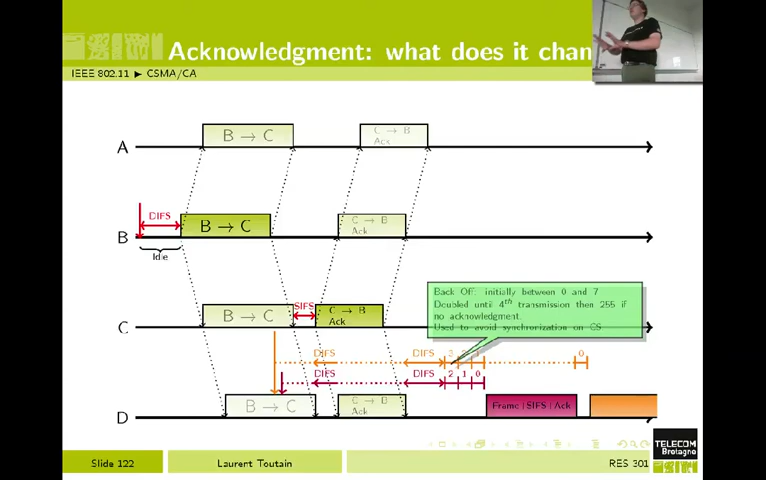 Acknowledgment: what does it chan
IEEE 802.11 ▶ CSMA/CA
A
B → C
C → B
Ack
DIFS
B
B → C
C → B
Ack
Idle
SIFS
C
B → C
C → B
Ack
Back Off: initially between 0 and 7
Doubled until 4th transmission then 255 if
no acknowledgment.
Used to avoid synchronization on CS.
DIFS
DIFS
3
0
DIFS
DIFS
2
1
0
D
B → C
C → B
Ack
Frame | SIFS | Ack
TELECOM
Bretagne
Slide 122
Laurent Toutain
RES 301